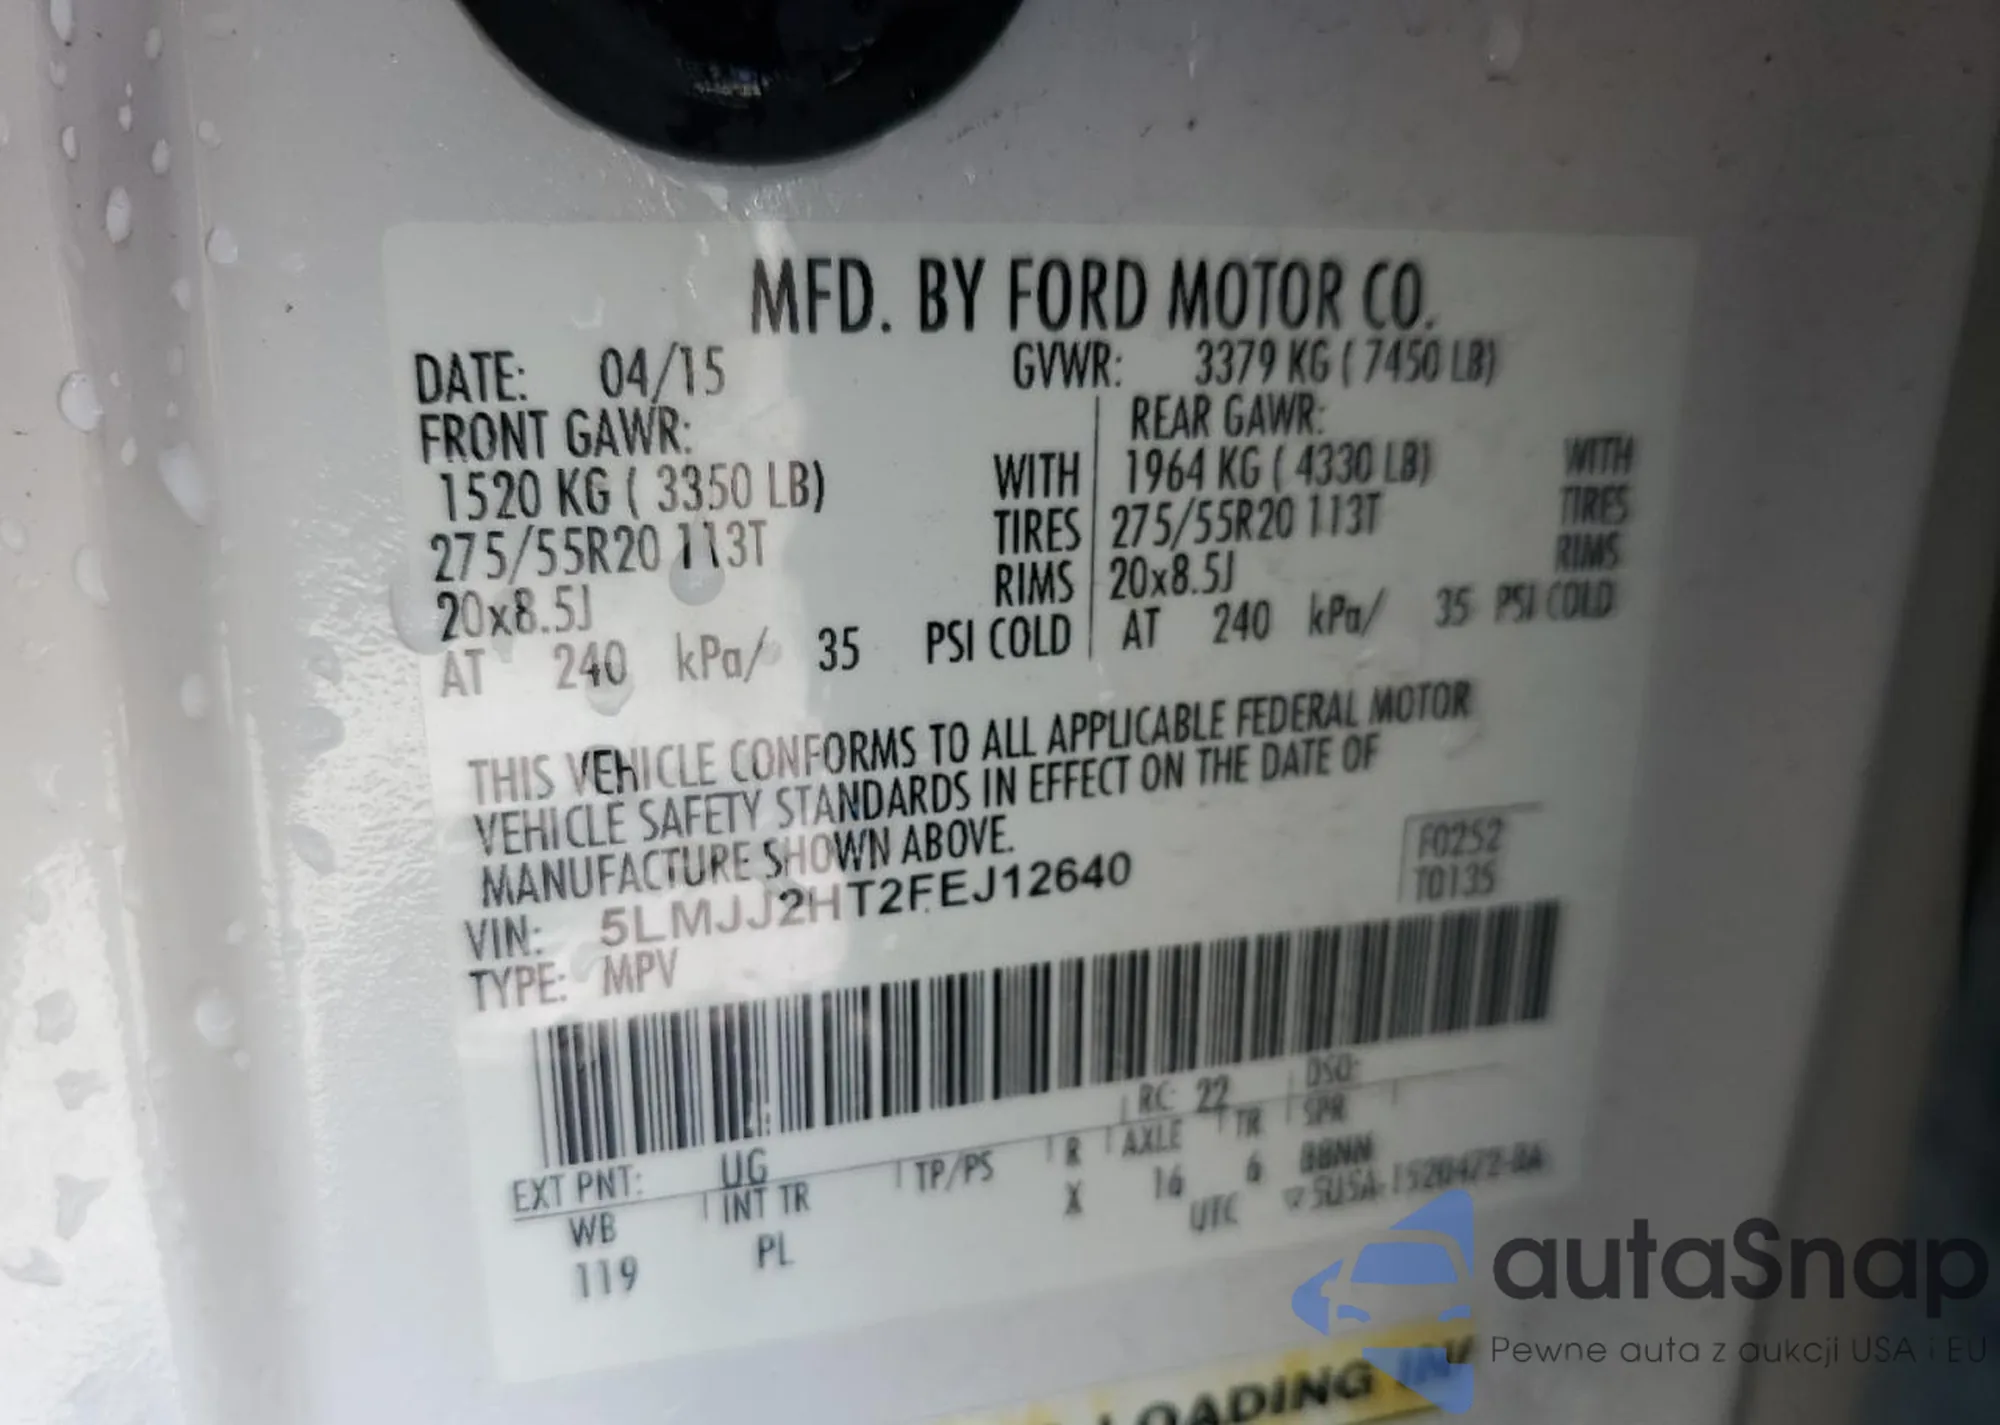 MFD. BY FORD MOTOR CO.
DATE: 04/15 GVWR: 3379 KG ( 7450 LB)
FRONT GAWR: REAR GAWR:
1520 KG ( 3350 LB) WITH 1964 KG ( 4330 LB) WITH
275/55R20 113T TIRES 275/55R20 113T TIRES
20x8.5J RIMS 20x8.5J RIMS
AT 240 kPa/ 35 PSI COLD AT 240 kPa/ 35 PSI COLD
THIS VEHICLE CONFORMS TO ALL APPLICABLE FEDERAL MOTOR
VEHICLE SAFETY STANDARDS IN EFFECT ON THE DATE OF
MANUFACTURE SHOWN ABOVE.
VIN: 5LMJJ2HT2FEJ12640 F0252
TYPE: MPV T0135
EXT PNT: UG RC: 22 DSO:
WB INT TR TP/PS R AXLE TR SPR
119 PL X 16 6 BBNN
UTC ▽5USA-1520472-BA
autaSnap
Pewne auta z aukcji USA i EU
LOADING